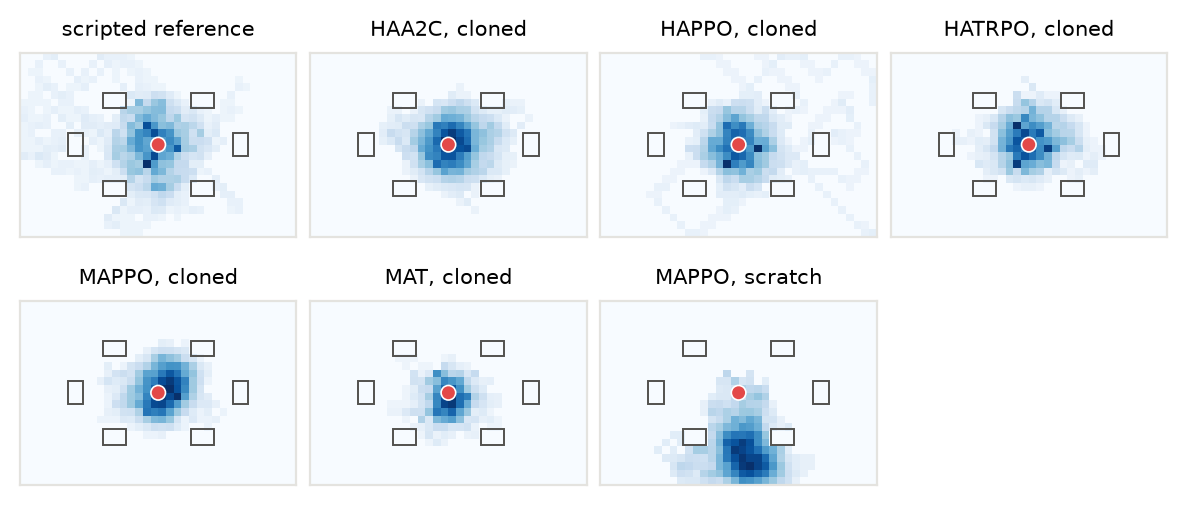 scripted reference
HAA2C, cloned
HAPPO, cloned
HATRPO, cloned
MAPPO, cloned
MAT, cloned
MAPPO, scratch